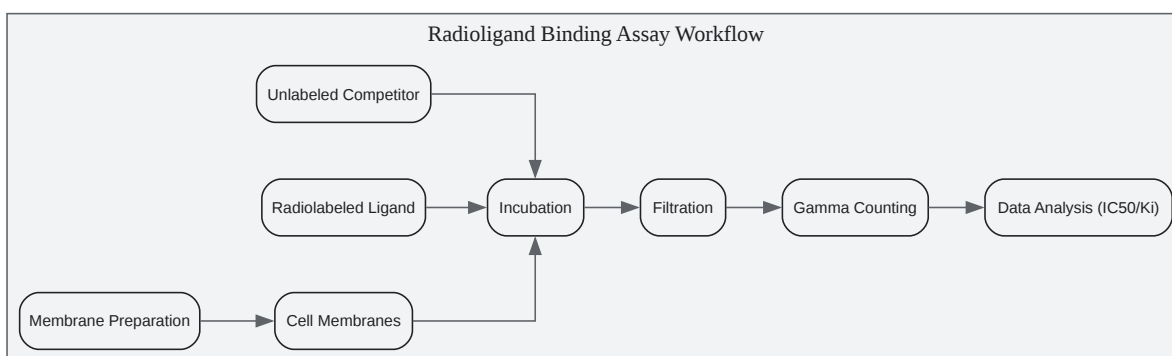 Radioligand Binding Assay Workflow
Unlabeled Competitor
Radiolabeled Ligand
Incubation
Filtration
Gamma Counting
Data Analysis (IC50/Ki)
Membrane Preparation
Cell Membranes